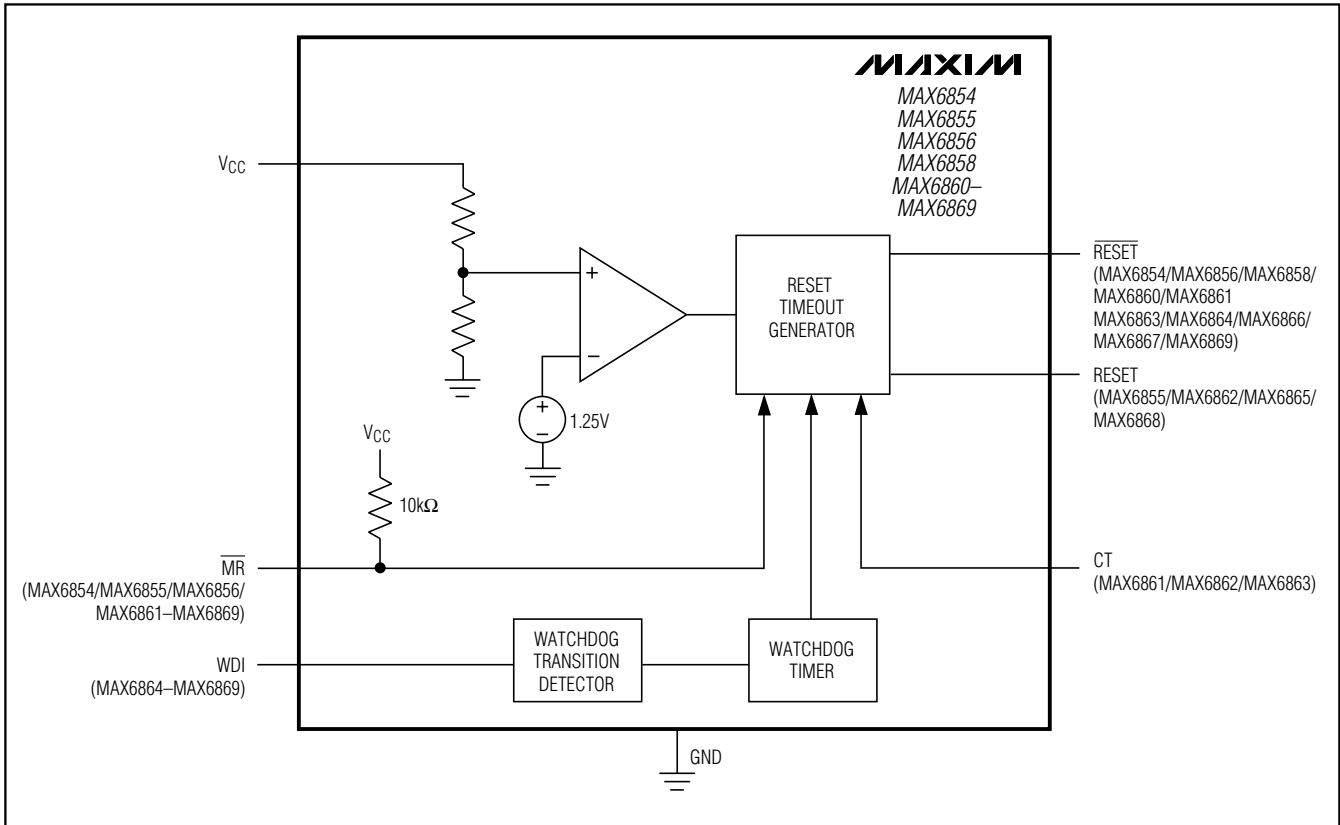 MAXIM
MAX6854
MAX6855
MAX6856
MAX6858
MAX6860–
MAX6869
VCC
+
−
RESET
TIMEOUT
GENERATOR
RESET
(MAX6854/MAX6856/MAX6858/
MAX6860/MAX6861
MAX6863/MAX6864/MAX6866/
MAX6867/MAX6869)
RESET
(MAX6855/MAX6862/MAX6865/
MAX6868)
+
−
1.25V
VCC
10kΩ
MR
(MAX6854/MAX6855/MAX6856/
MAX6861–MAX6869)
CT
(MAX6861/MAX6862/MAX6863)
WDI
(MAX6864–MAX6869)
WATCHDOG
TRANSITION
DETECTOR
WATCHDOG
TIMER
GND